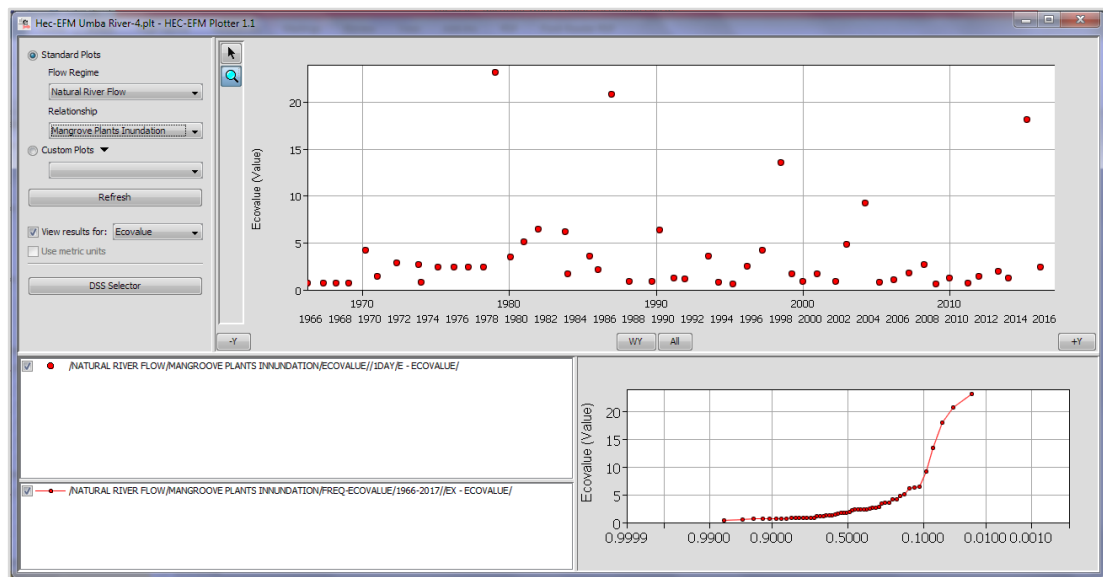 Hec-EFM Umba River-4.plt - HEC-EFM Plotter 1.1
Standard Plots
Flow Regime
Natural River Flow
Relationship
Mangrove Plants Inundation
Custom Plots
Refresh
View results for: Ecovalue
Use metric units
DSS Selector
Ecovalue (Value)
20
15
10
5
0
1970 1980 1990 2000 2010
1966 1968 1970 1972 1974 1976 1978 1980 1982 1984 1986 1988 1990 1992 1994 1996 1998 2000 2002 2004 2006 2008 2010 2012 2014 2016
-Y WY All +Y
/NATURAL RIVER FLOW/MANGROOVE PLANTS INNUNDATION/ECOVALUE//1DAY/E - ECOVALUE/
/NATURAL RIVER FLOW/MANGROOVE PLANTS INNUNDATION/FREQ-ECOVALUE/1966-2017//EX - ECOVALUE/
Ecovalue (Value)
20
15
10
5
0
0.9999 0.9900 0.9000 0.5000 0.1000 0.0100 0.0010